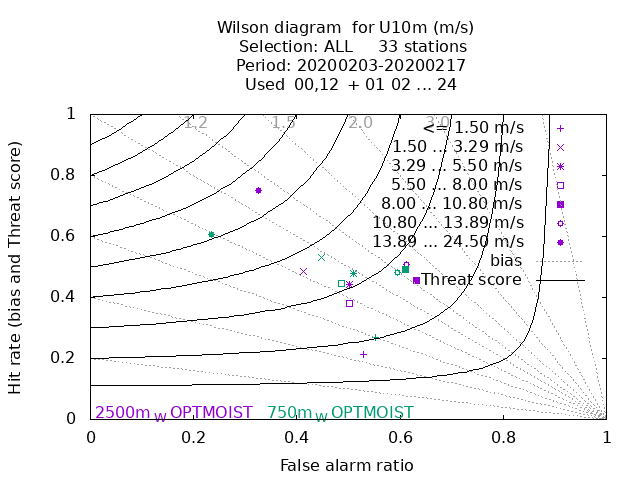 Wilson diagram  for U10m (m/s)
Selection: ALL     33 stations
Period: 20200203-20200217
Used  00,12  + 01 02 ... 24
1.2 1.5 2.0 3.0
<= 1.50 m/s
1.50 ... 3.29 m/s
3.29 ... 5.50 m/s
5.50 ... 8.00 m/s
8.00 ... 10.80 m/s
10.80 ... 13.89 m/s
13.89 ... 24.50 m/s
bias
Threat score
Hit rate (bias and Threat score)
1
0.8
0.6
0.4
0.2
0
2500m_W OPTMOIST 750m_W OPTMOIST
0 0.2 0.4 0.6 0.8 1
False alarm ratio